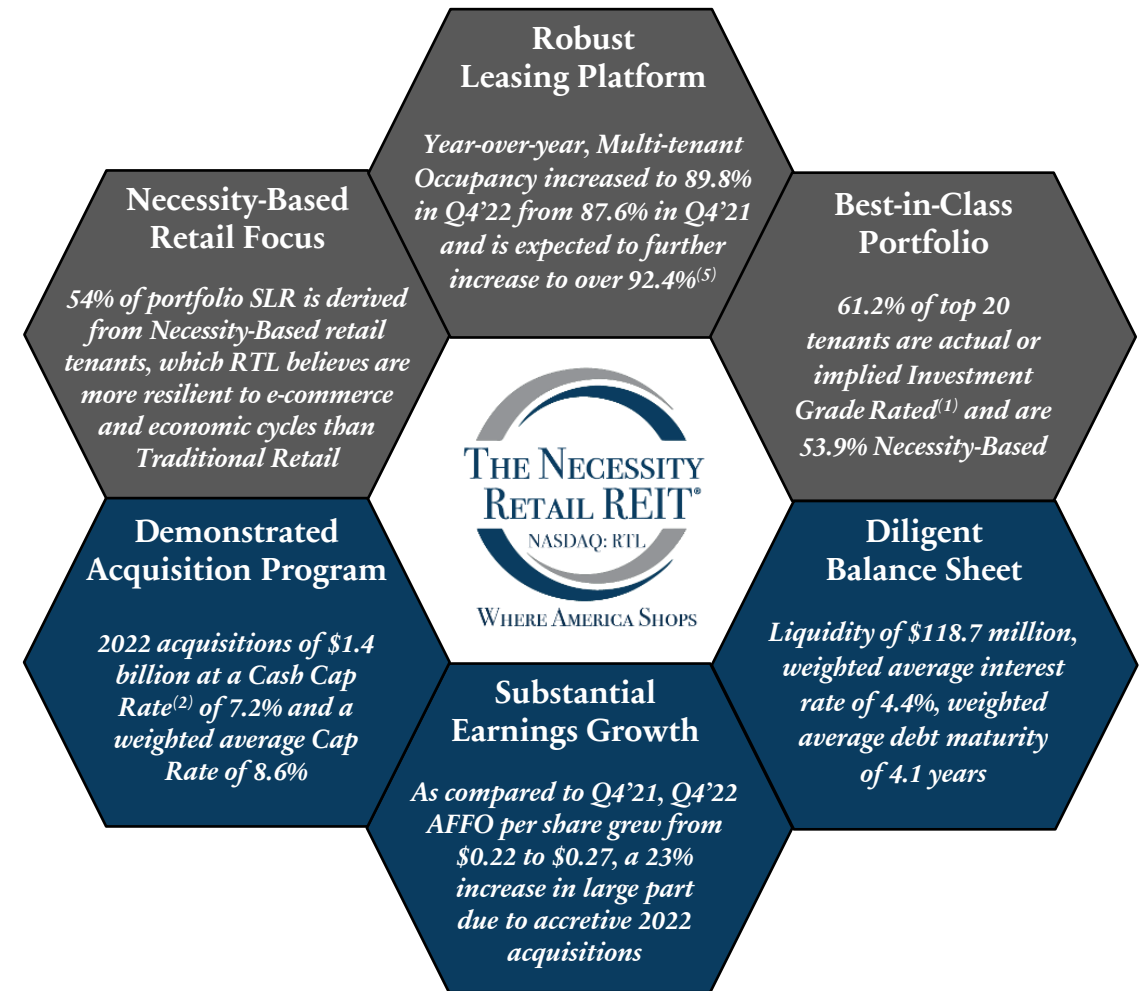 Robust
Leasing Platform
Year-over-year, Multi-tenant
Occupancy increased to 89.8%
in Q4’22 from 87.6% in Q4’21
and is expected to further
increase to over 92.4%(5)
Necessity-Based
Retail Focus
54% of portfolio SLR is derived
from Necessity-Based retail
tenants, which RTL believes are
more resilient to e-commerce
and economic cycles than
Traditional Retail
Best-in-Class
Portfolio
61.2% of top 20
tenants are actual or
implied Investment
Grade Rated(1) and are
53.9% Necessity-Based
THE NECESSITY
RETAIL REIT®
NASDAQ: RTL
WHERE AMERICA SHOPS
Demonstrated
Acquisition Program
2022 acquisitions of $1.4
billion at a Cash Cap
Rate(2) of 7.2% and a
weighted average Cap
Rate of 8.6%
Diligent
Balance Sheet
Liquidity of $118.7 million,
weighted average interest
rate of 4.4%, weighted
average debt maturity
of 4.1 years
Substantial
Earnings Growth
As compared to Q4’21, Q4’22
AFFO per share grew from
$0.22 to $0.27, a 23%
increase in large part
due to accretive 2022
acquisitions